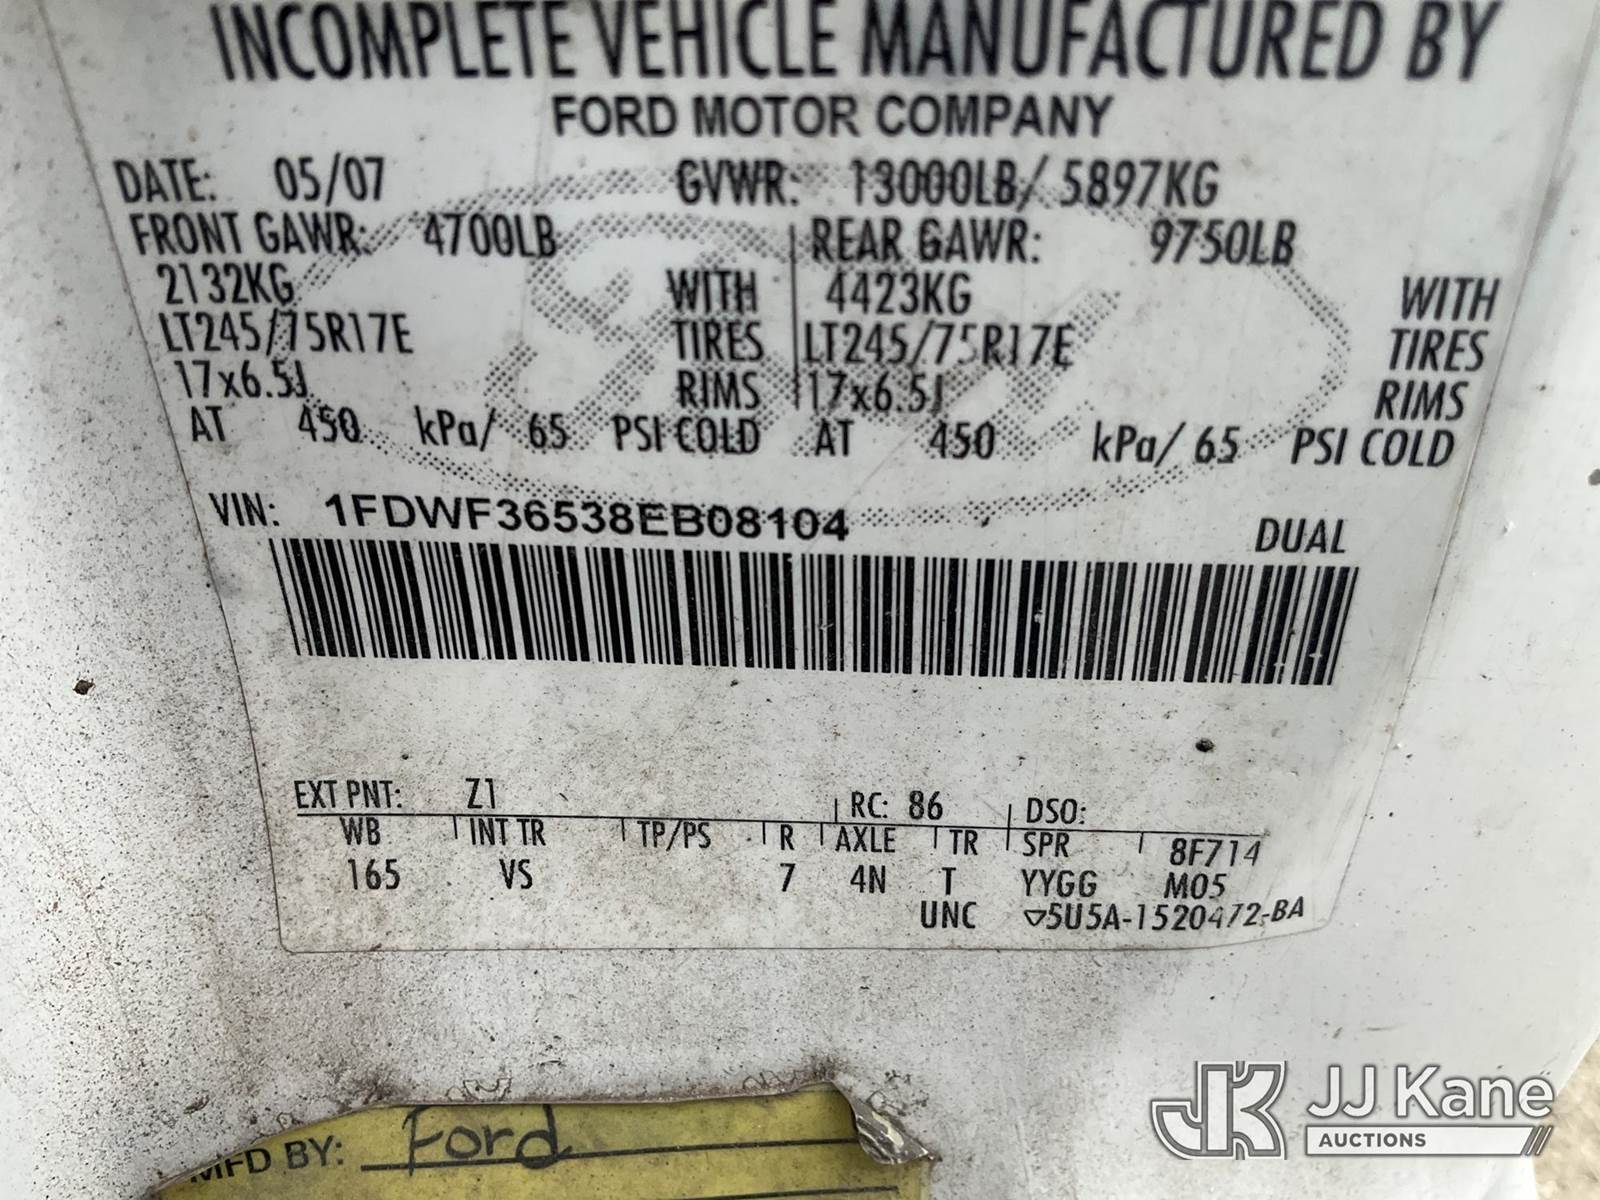 INCOMPLETE VEHICLE MANUFACTURED BY
FORD MOTOR COMPANY
DATE: 05/07 GVWR: 13000LB/ 5897KG
FRONT GAWR: 4700LB REAR GAWR: 9750LB
2132KG WITH 4423KG WITH
LT245/75R17E TIRES LT245/75R17E TIRES
17x6.5J RIMS 17x6.5J RIMS
AT 450 kPa/ 65 PSI COLD AT 450 kPa/ 65 PSI COLD
VIN: 1FDWF36538EB08104 DUAL
EXT PNT: Z1 RC: 86 DSO:
WB INT TR TP/PS R AXLE TR SPR 8F714
165 VS 7 4N T YYGG M05
UNC ▽5U5A-1520472-BA
MFD BY: Ford
JK JJ Kane
AUCTIONS